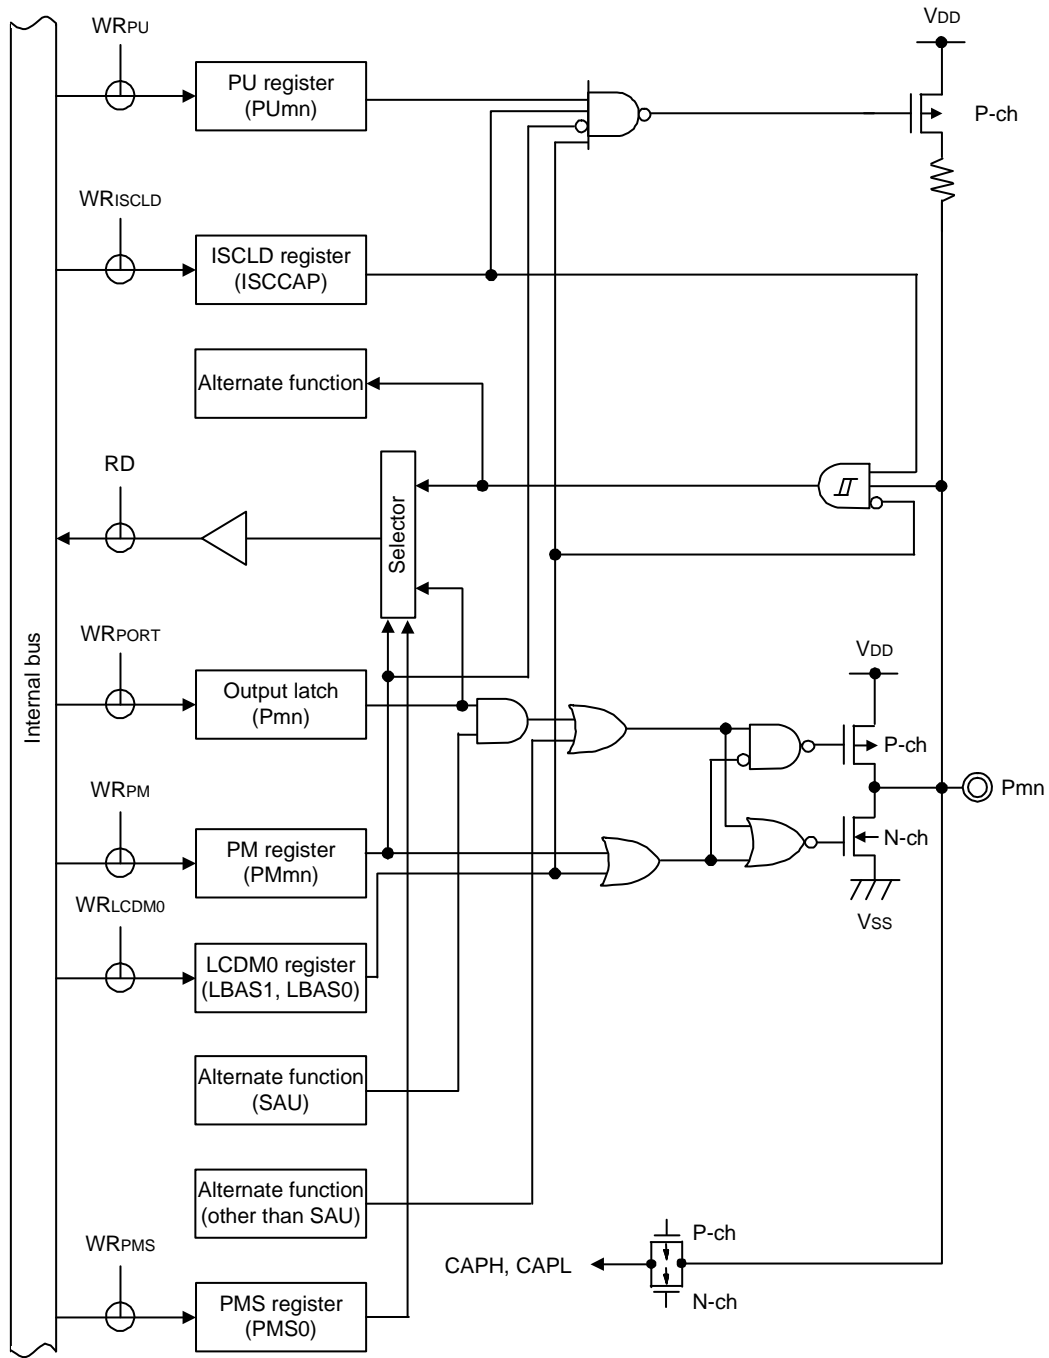 WRPU
VDD
PU register
(PUmn)
P-ch
WRISCLD
ISCLD register
(ISCCAP)
Alternate function
RD
Selector
Internal bus
WRPORT
Output latch
(Pmn)
VDD
P-ch
Pmn
WRPM
PM register
(PMmn)
N-ch
VSS
WRLCDM0
LCDM0 register
(LBAS1, LBAS0)
Alternate function
(SAU)
Alternate function
(other than SAU)
P-ch
CAPH, CAPL
N-ch
WRPMS
PMS register
(PMS0)